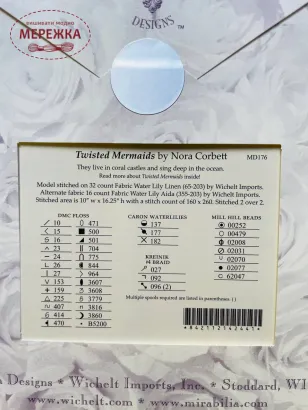 DESIGNS
вишивати модно
МЕРЕЖКА
Twisted Mermaids by Nora Corbett MD176
They live in coral castles and sing deep in the ocean.
Read more about Twisted Mermaids inside!
Model stitched on 32 count Fabric Water Lily Linen (65-203) by Wichelt Imports.
Alternate fabric 16 count Fabric Water Lily Aida (355-203) by Wichelt Imports.
Stitched area is 10" w x 16.25" h with a stitch count of 160 x 260. Stitched 2 over 2.
DMC FLOSS CARON WATERLILIES MILL HILL BEADS
10 471 137 00252
15 500 177 00479
16 501 182 02008
23 704 02031
24 775 KREINIK 02070
26 844 #4 BRAID 02077
27 964 027 62047
153 3607 092
159 3608 096 (2)
225 3779
407 3816
414 3860
470 B5200
Multiple spools required are listed in parentheses ( )
Designs * Wichelt Imports, Inc. * Stoddard, WI
www.wichelt.com * www.mirabilia.com